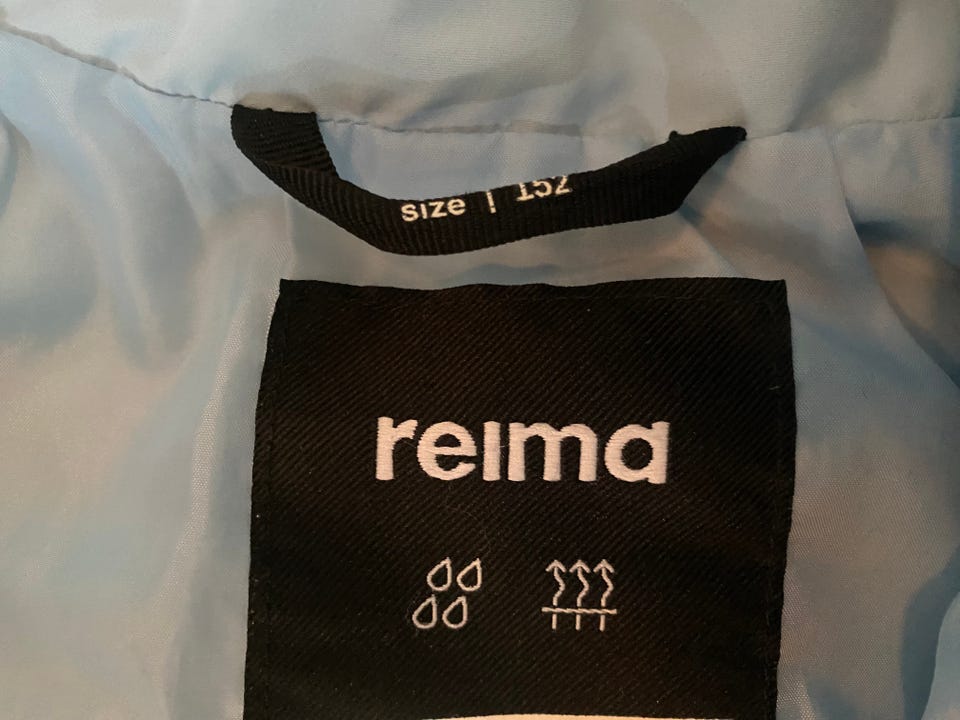 size | 152
reima